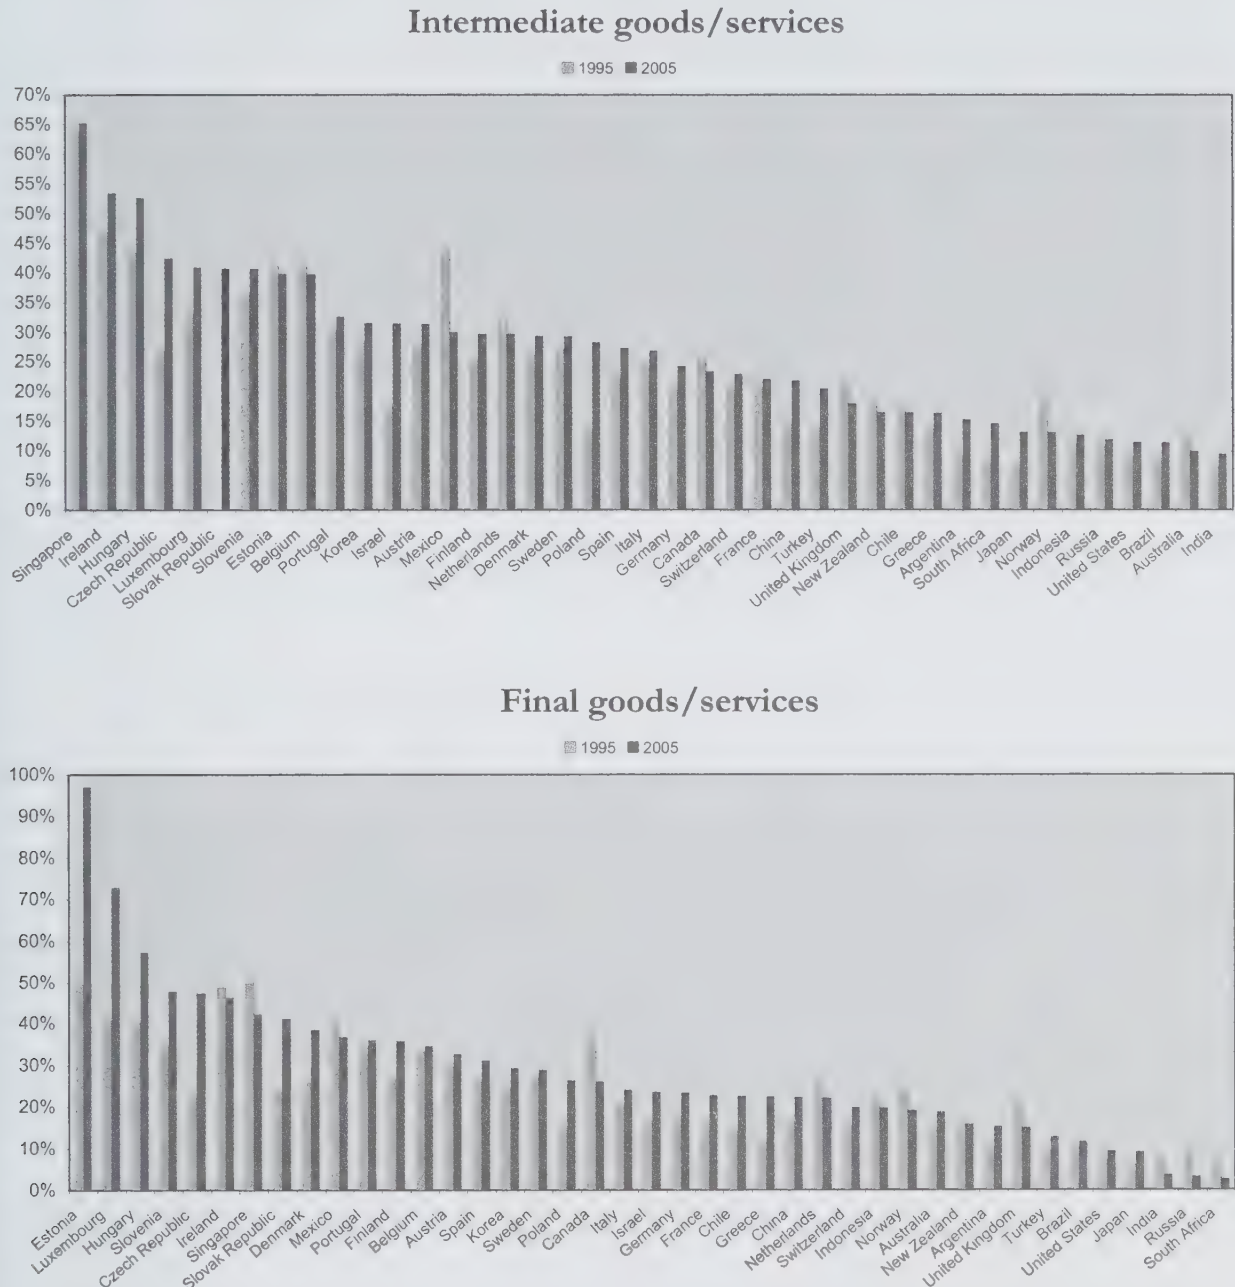 Intermediate goods/services
1995 2005
70%
65%
60%
55%
50%
45%
40%
35%
30%
25%
20%
15%
10%
5%
0%
Singapore
Ireland
Hungary
Czech Republic
Luxembourg
Slovak Republic
Slovenia
Estonia
Belgium
Portugal
Korea
Israel
Austria
Mexico
Finland
Netherlands
Denmark
Sweden
Poland
Spain
Italy
Germany
Canada
Switzerland
France
China
Turkey
United Kingdom
New Zealand
Chile
Greece
Argentina
South Africa
Japan
Norway
Indonesia
Russia
United States
Brazil
Australia
India
Final goods/services
1995 2005
100%
90%
80%
70%
60%
50%
40%
30%
20%
10%
0%
Estonia
Luxembourg
Hungary
Slovenia
Czech Republic
Ireland
Singapore
Slovak Republic
Denmark
Mexico
Portugal
Finland
Belgium
Austria
Spain
Korea
Sweden
Poland
Canada
Italy
Israel
Germany
France
Chile
Greece
China
Netherlands
Switzerland
Indonesia
Norway
Australia
New Zealand
Argentina
United Kingdom
Turkey
Brazil
United States
Japan
India
Russia
South Africa